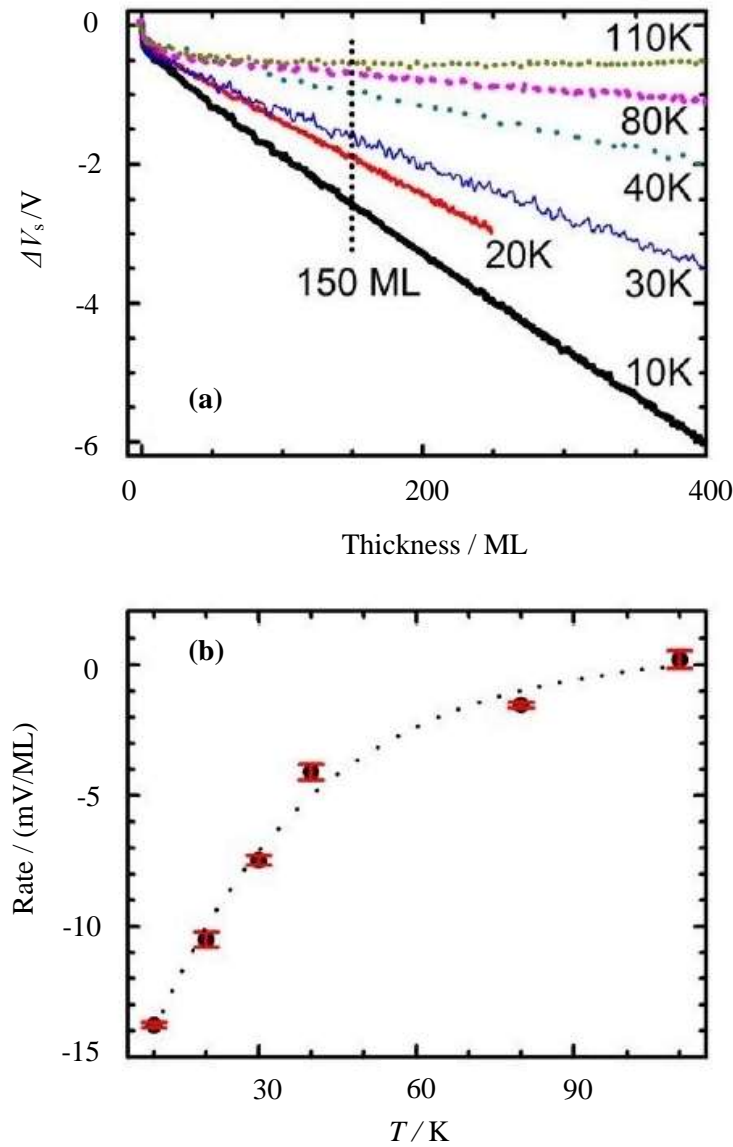 0
-2
-4
-6
ΔVs/V
110K
80K
40K
30K
20K
10K
150 ML
(a)
0 200 400
Thickness / ML
(b)
0
-5
-10
-15
Rate / (mV/ML)
30 60 90
T / K